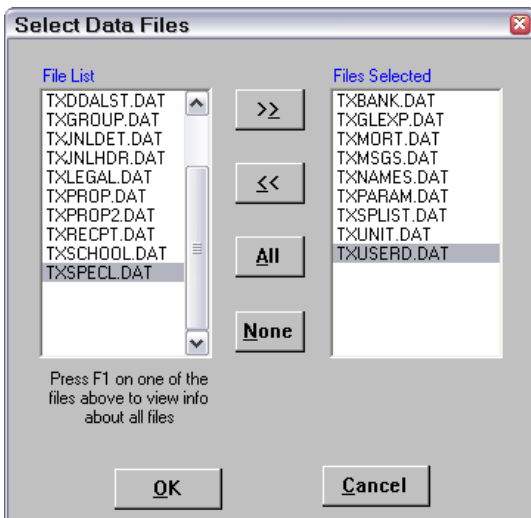 Select Data Files
File List
TXDDALST.DAT
TXGROUP.DAT
TXJNLDET.DAT
TXJNLHDR.DAT
TXLEGAL.DAT
TXPROP.DAT
TXPROP2.DAT
TXRECPT.DAT
TXSCHOOL.DAT
TXSPECL.DAT
>>
<<
All
None
Files Selected
TXBANK.DAT
TXGLEXP.DAT
TXMORT.DAT
TXMSGS.DAT
TXNAMES.DAT
TXPARAM.DAT
TXSPLIST.DAT
TXUNIT.DAT
TXUSERD.DAT
Press F1 on one of the
files above to view info
about all files
OK
Cancel